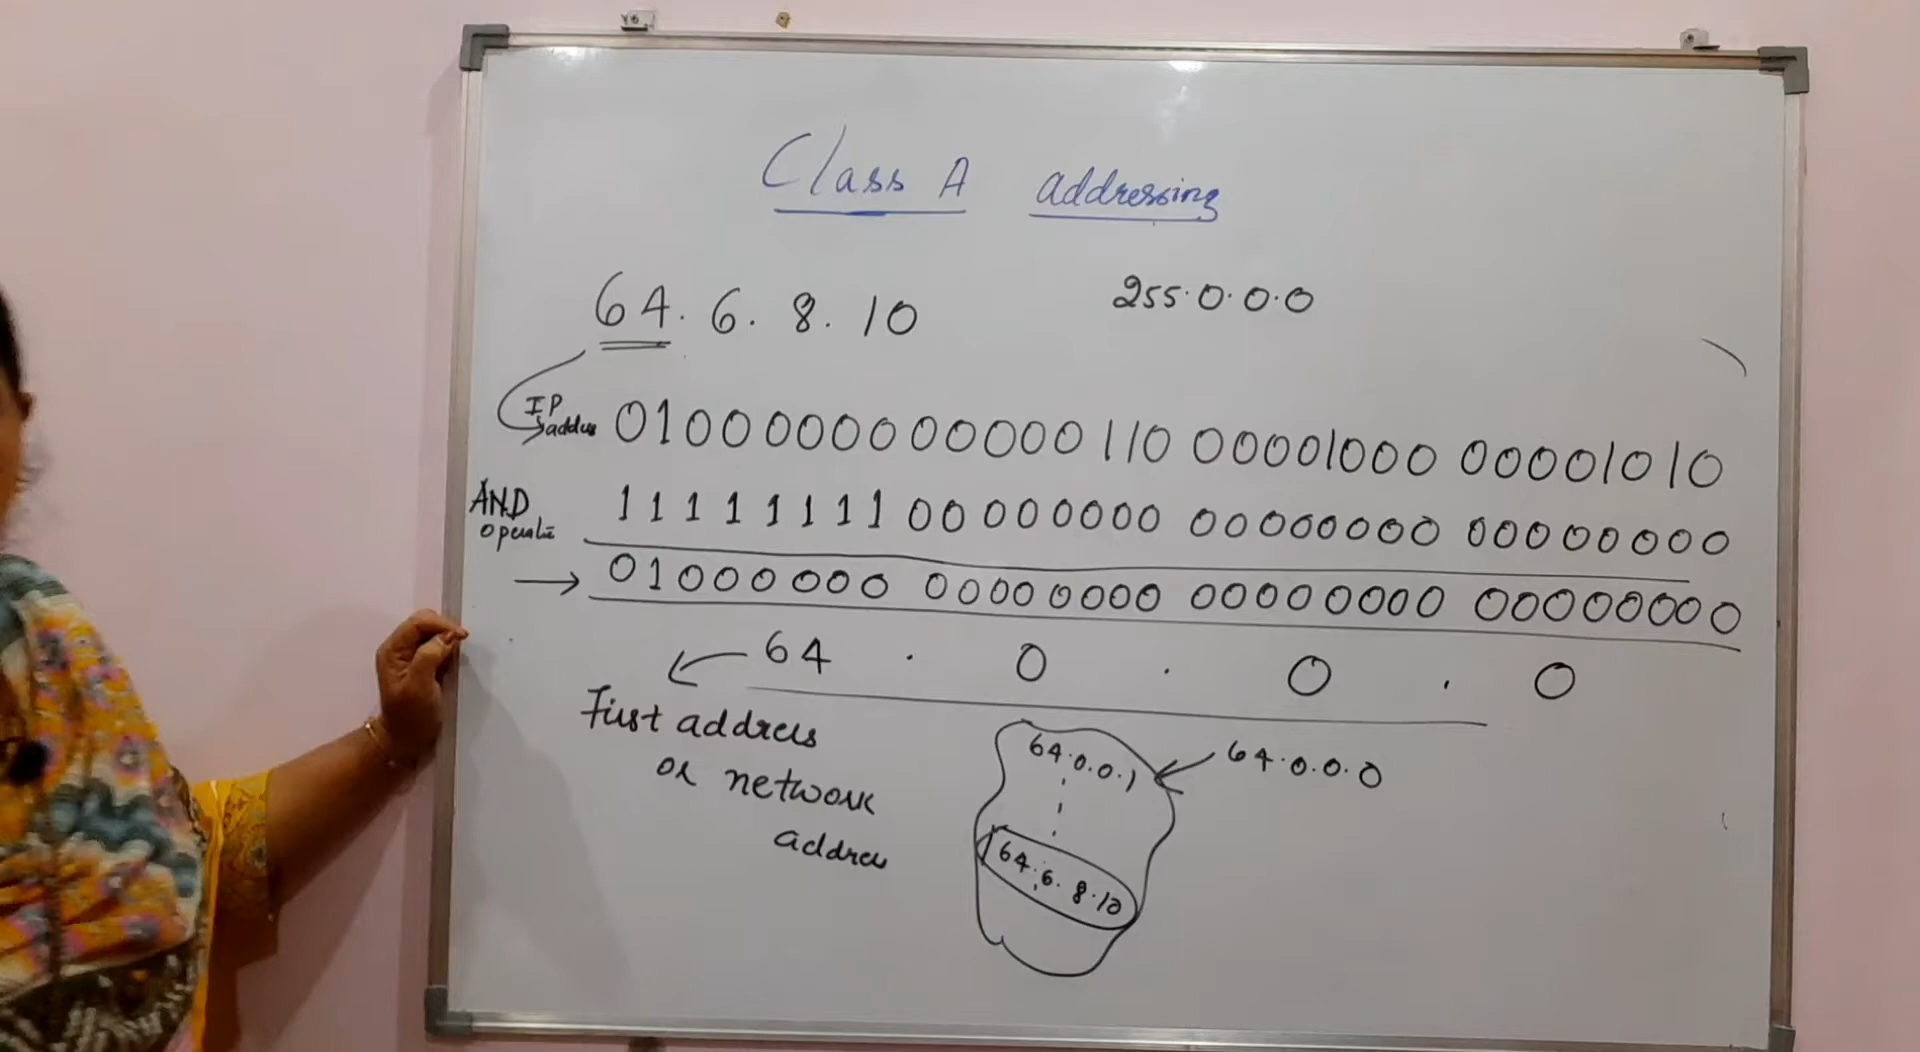 Class A addressing
64. 6. 8. 10 255.0.0.0
IP
address 01000000 00000110 00001000 00001010
AND
operatin 11111111 00000000 00000000 00000000
01000000 00000000 00000000 00000000
64 . 0 . 0 . 0
First address
or network
address
64.0.0.1
64.0.0.0
64.6.8.10